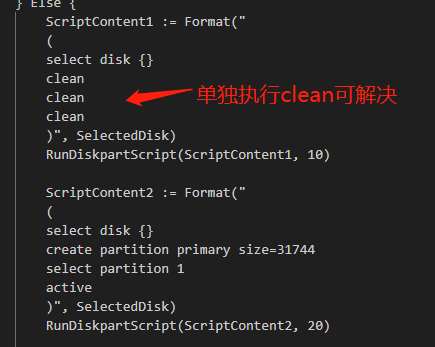 } Else {
ScriptContent1 := Format("
(
select disk {}
clean
clean
clean
)", SelectedDisk)
RunDiskpartScript(ScriptContent1, 10)
单独执行clean可解决
ScriptContent2 := Format("
(
select disk {}
create partition primary size=31744
select partition 1
active
)", SelectedDisk)
RunDiskpartScript(ScriptContent2, 20)